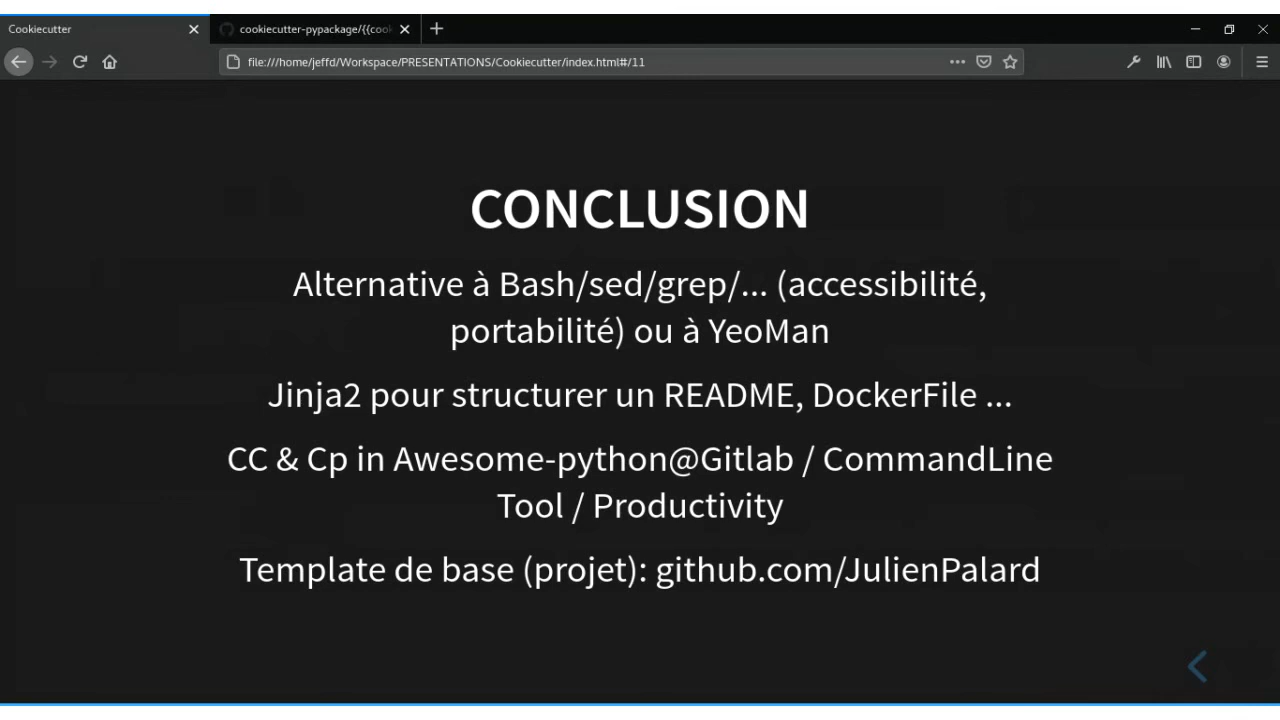 Cookiecutter
cookiecutter-pypackage/{{cool
file:///home/jeffd/Workspace/PRESENTATIONS/Cookiecutter/index.html#/11
CONCLUSION
Alternative à Bash/sed/grep/... (accessibilité,
portabilité) ou à YeoMan
Jinja2 pour structurer un README, DockerFile ...
CC & Cp in Awesome-python@Gitlab / CommandLine
Tool / Productivity
Template de base (projet): github.com/JulienPalard